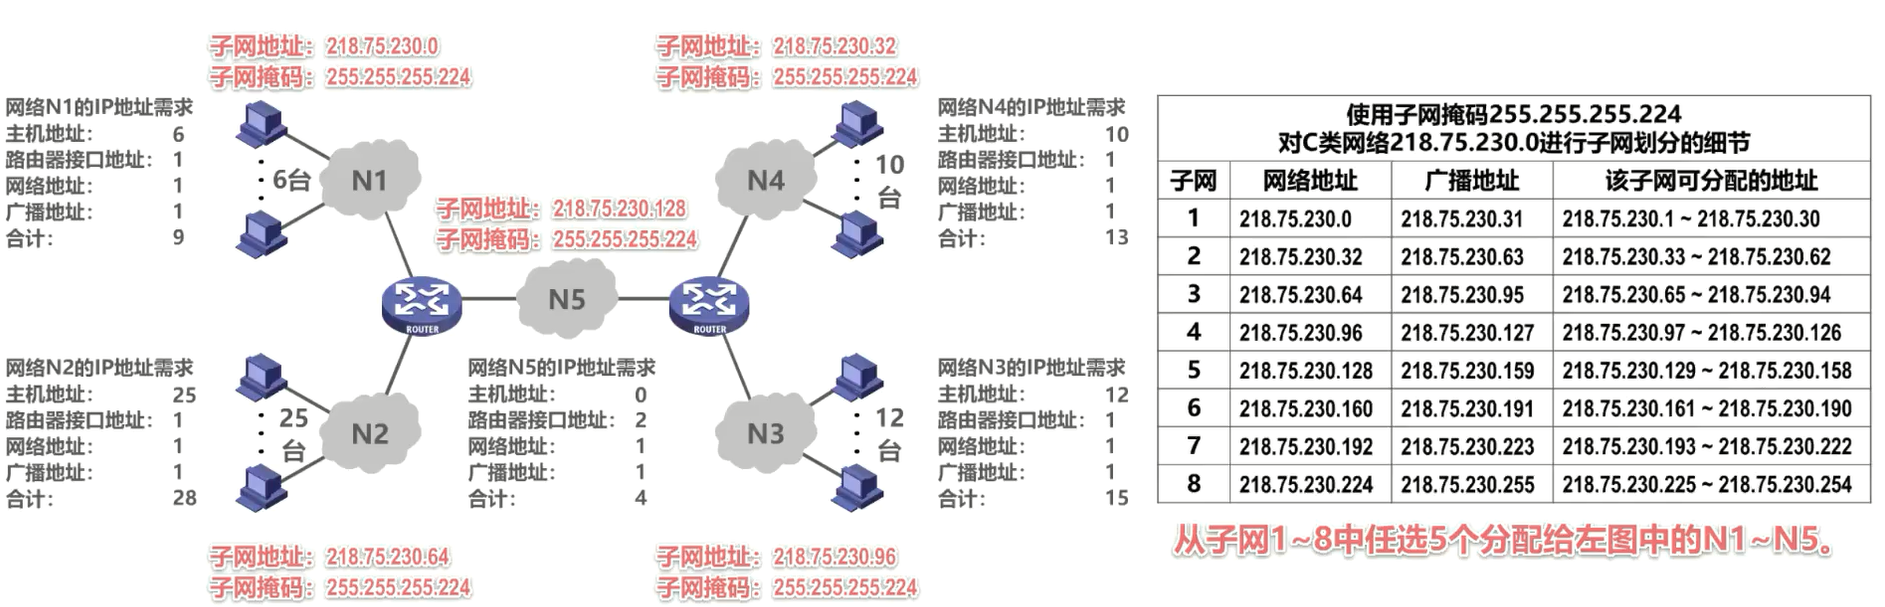 子网地址：218.75.230.0
子网掩码：255.255.255.224
子网地址：218.75.230.32
子网掩码：255.255.255.224
网络N1的IP地址需求
主机地址： 6
路由器接口地址： 1
网络地址： 1
广播地址： 1
合计： 9
6台
N1
N4
10
台
网络N4的IP地址需求
主机地址： 10
路由器接口地址： 1
网络地址： 1
广播地址： 1
合计： 13
子网地址：218.75.230.128
子网掩码：255.255.255.224
ROUTER
N5
ROUTER
网络N2的IP地址需求
主机地址： 25
路由器接口地址： 1
网络地址： 1
广播地址： 1
合计： 28
25
台
N2
网络N5的IP地址需求
主机地址： 0
路由器接口地址： 2
网络地址： 1
广播地址： 1
合计： 4
N3
12
台
网络N3的IP地址需求
主机地址： 12
路由器接口地址： 1
网络地址： 1
广播地址： 1
合计： 15
子网地址：218.75.230.64
子网掩码：255.255.255.224
子网地址：218.75.230.96
子网掩码：255.255.255.224
使用子网掩码255.255.255.224
对C类网络218.75.230.0进行子网划分的细节
子网 网络地址 广播地址 该子网可分配的地址
1 218.75.230.0 218.75.230.31 218.75.230.1 ~ 218.75.230.30
2 218.75.230.32 218.75.230.63 218.75.230.33 ~ 218.75.230.62
3 218.75.230.64 218.75.230.95 218.75.230.65 ~ 218.75.230.94
4 218.75.230.96 218.75.230.127 218.75.230.97 ~ 218.75.230.126
5 218.75.230.128 218.75.230.159 218.75.230.129 ~ 218.75.230.158
6 218.75.230.160 218.75.230.191 218.75.230.161 ~ 218.75.230.190
7 218.75.230.192 218.75.230.223 218.75.230.193 ~ 218.75.230.222
8 218.75.230.224 218.75.230.255 218.75.230.225 ~ 218.75.230.254
从子网1~8中任选5个分配给左图中的N1~N5。